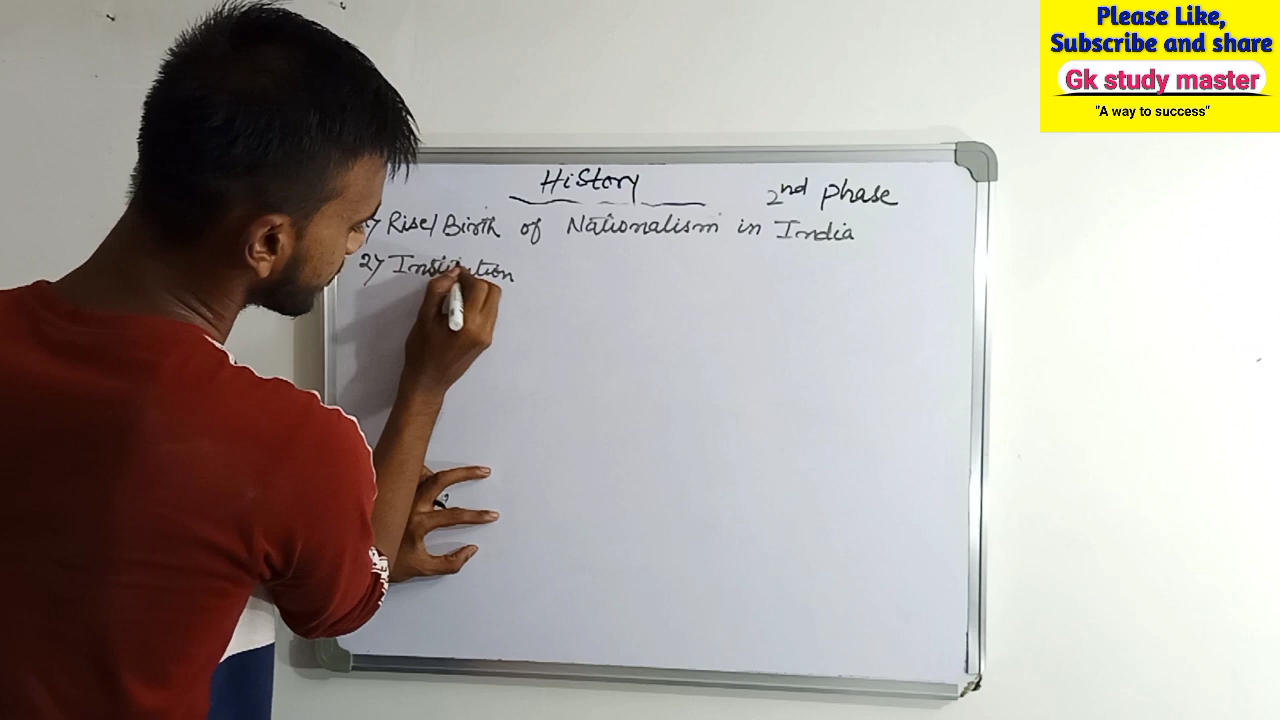 Please Like,
Subscribe and share
Gk study master
"A way to success"
History
2nd phase
Rise/Birth of Nationalism in India
2) Institution